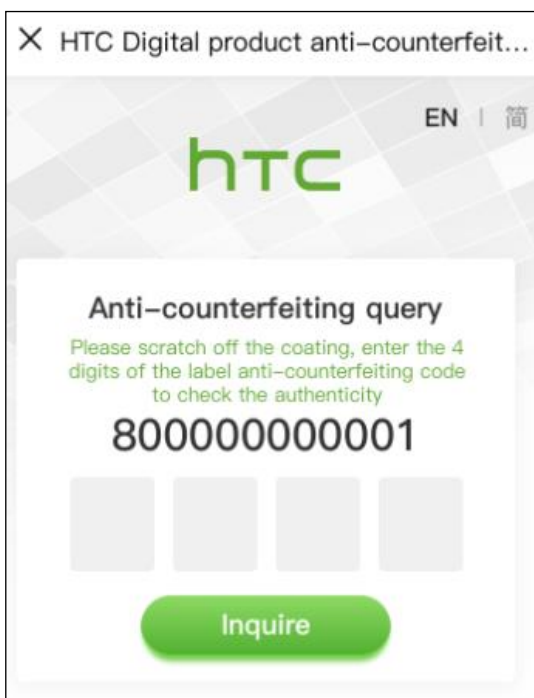 HTC Digital product anti-counterfeit...
EN | 简
hTC
Anti-counterfeiting query
Please scratch off the coating, enter the 4
digits of the label anti-counterfeiting code
to check the authenticity
800000000001
Inquire